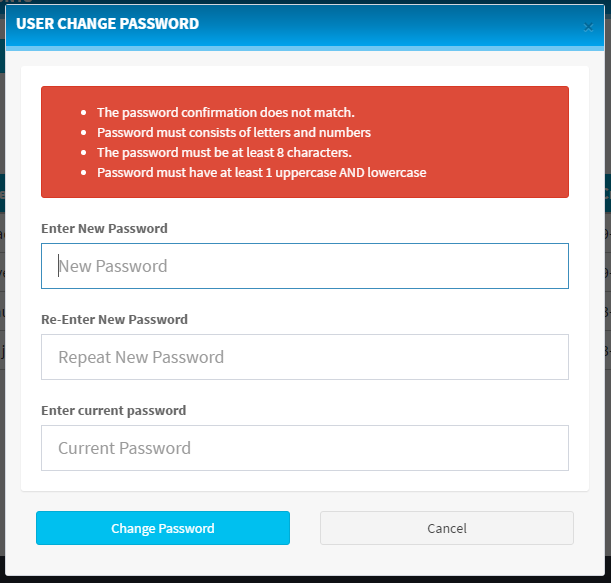 USER CHANGE PASSWORD
×
The password confirmation does not match.
Password must consists of letters and numbers
The password must be at least 8 characters.
Password must have at least 1 uppercase AND lowercase
Enter New Password
New Password
Re-Enter New Password
Repeat New Password
Enter current password
Current Password
Change Password
Cancel